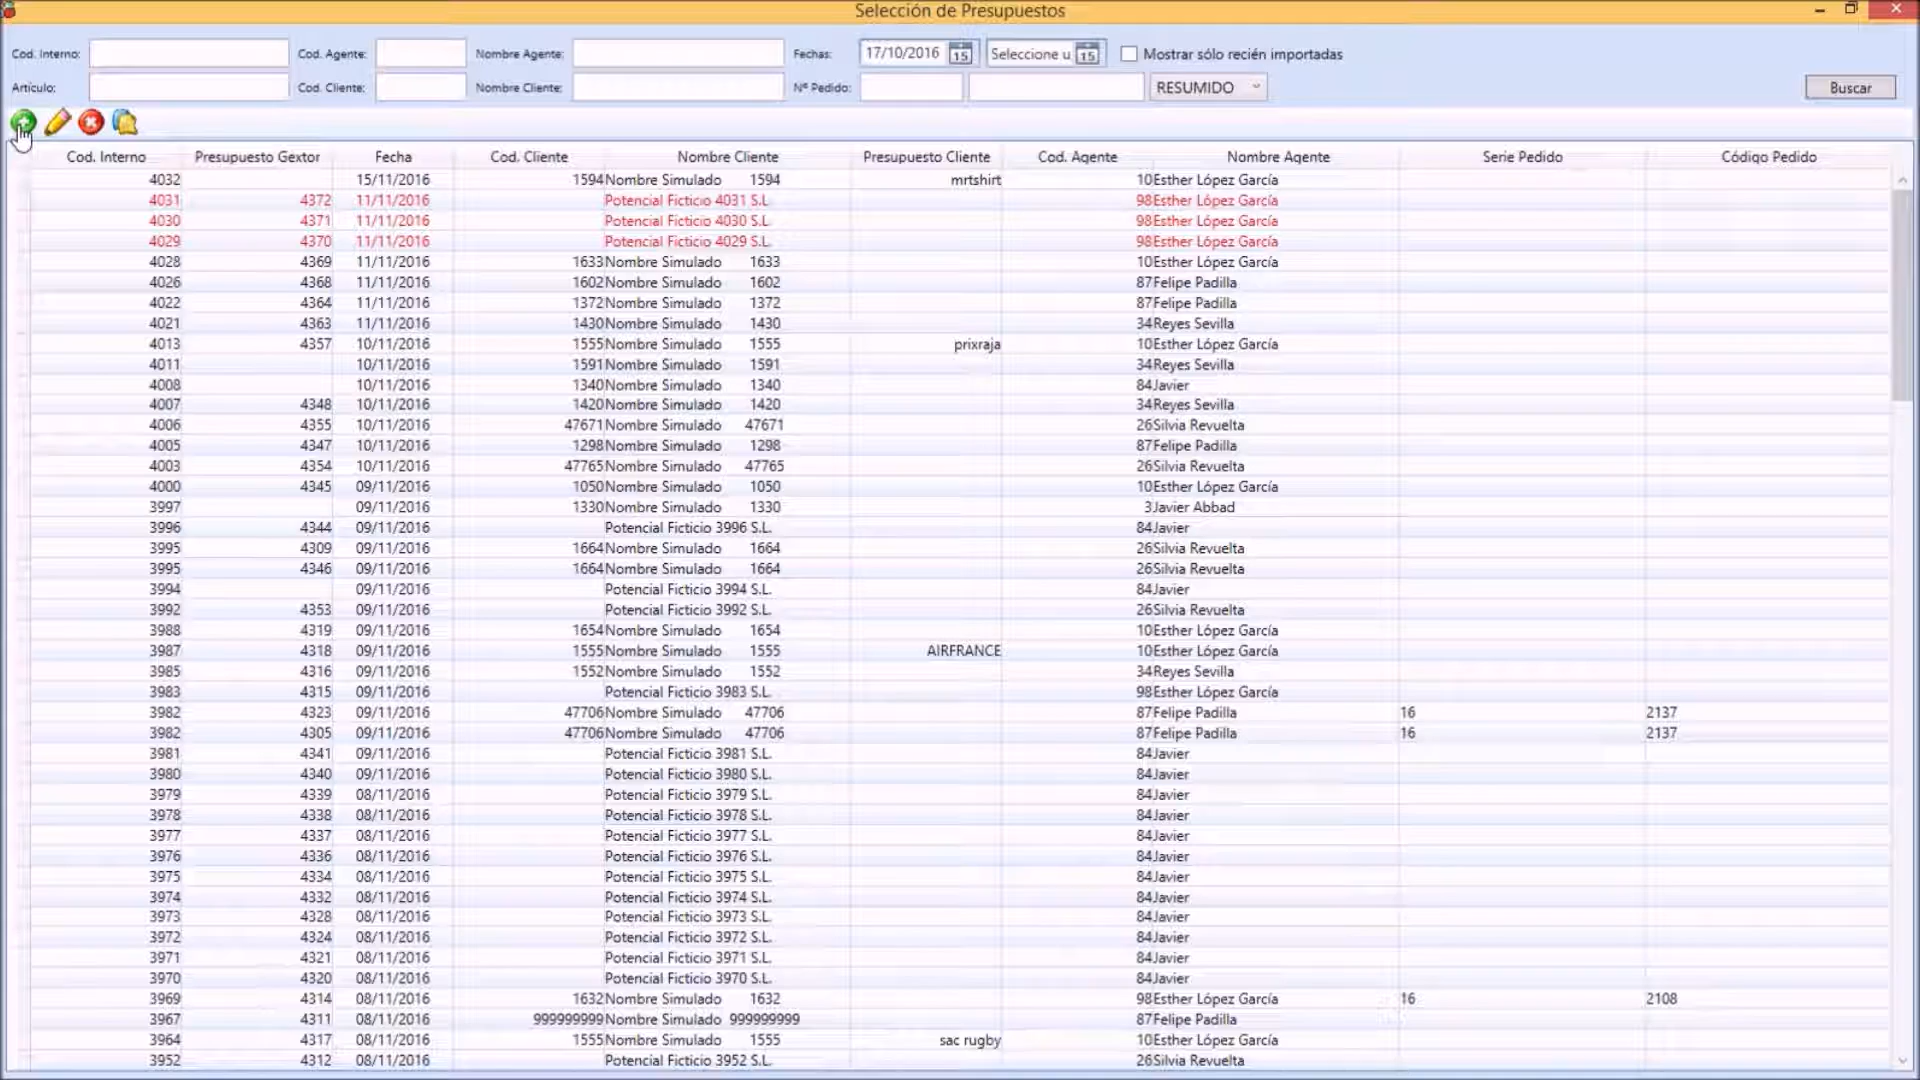 Selección de Presupuestos
Cod. Interno: Cod. Agente: Nombre Agente: Fechas: 17/10/2016 15 Seleccione u 15 Mostrar sólo recién importadas
Artículo: Cod. Cliente: Nombre Cliente: Nº Pedido: RESUMIDO Buscar
Cod. Interno Presupuesto Gextor Fecha Cod. Cliente Nombre Cliente Presupuesto Cliente Cod. Agente Nombre Agente Serie Pedido Código Pedido
4032 15/11/2016 1594 Nombre Simulado 1594 mrtshirt 10 Esther López García
4031 4372 11/11/2016 Potencial Ficticio 4031 S.L. 98 Esther López García
4030 4371 11/11/2016 Potencial Ficticio 4030 S.L. 98 Esther López García
4029 4370 11/11/2016 Potencial Ficticio 4029 S.L. 98 Esther López García
4028 4369 11/11/2016 1633 Nombre Simulado 1633 10 Esther López García
4026 4368 11/11/2016 1602 Nombre Simulado 1602 87 Felipe Padilla
4022 4364 11/11/2016 1372 Nombre Simulado 1372 87 Felipe Padilla
4021 4363 11/11/2016 1430 Nombre Simulado 1430 34 Reyes Sevilla
4013 4357 10/11/2016 1555 Nombre Simulado 1555 prixraja 10 Esther López García
4011 10/11/2016 1591 Nombre Simulado 1591 34 Reyes Sevilla
4008 10/11/2016 1340 Nombre Simulado 1340 84 Javier
4007 4348 10/11/2016 1420 Nombre Simulado 1420 34 Reyes Sevilla
4006 4355 10/11/2016 47671 Nombre Simulado 47671 26 Silvia Revuelta
4005 4347 10/11/2016 1298 Nombre Simulado 1298 87 Felipe Padilla
4003 4354 10/11/2016 47765 Nombre Simulado 47765 26 Silvia Revuelta
4000 4345 09/11/2016 1050 Nombre Simulado 1050 10 Esther López García
3997 09/11/2016 1330 Nombre Simulado 1330 3 Javier Abbad
3996 4344 09/11/2016 Potencial Ficticio 3996 S.L. 84 Javier
3995 4309 09/11/2016 1664 Nombre Simulado 1664 26 Silvia Revuelta
3995 4346 09/11/2016 1664 Nombre Simulado 1664 26 Silvia Revuelta
3994 09/11/2016 Potencial Ficticio 3994 S.L. 84 Javier
3992 4353 09/11/2016 Potencial Ficticio 3992 S.L. 26 Silvia Revuelta
3988 4319 09/11/2016 1654 Nombre Simulado 1654 10 Esther López García
3987 4318 09/11/2016 1555 Nombre Simulado 1555 AIRFRANCE 10 Esther López García
3985 4316 09/11/2016 1552 Nombre Simulado 1552 34 Reyes Sevilla
3983 4315 09/11/2016 Potencial Ficticio 3983 S.L. 98 Esther López García
3982 4323 09/11/2016 47706 Nombre Simulado 47706 87 Felipe Padilla 16 2137
3982 4305 09/11/2016 47706 Nombre Simulado 47706 87 Felipe Padilla 16 2137
3981 4341 09/11/2016 Potencial Ficticio 3981 S.L. 84 Javier
3980 4340 09/11/2016 Potencial Ficticio 3980 S.L. 84 Javier
3979 4339 08/11/2016 Potencial Ficticio 3979 S.L. 84 Javier
3978 4338 08/11/2016 Potencial Ficticio 3978 S.L. 84 Javier
3977 4337 08/11/2016 Potencial Ficticio 3977 S.L. 84 Javier
3976 4336 08/11/2016 Potencial Ficticio 3976 S.L. 84 Javier
3975 4334 08/11/2016 Potencial Ficticio 3975 S.L. 84 Javier
3974 4332 08/11/2016 Potencial Ficticio 3974 S.L. 84 Javier
3973 4328 08/11/2016 Potencial Ficticio 3973 S.L. 84 Javier
3972 4324 08/11/2016 Potencial Ficticio 3972 S.L. 84 Javier
3971 4321 08/11/2016 Potencial Ficticio 3971 S.L. 84 Javier
3970 4320 08/11/2016 Potencial Ficticio 3970 S.L. 84 Javier
3969 4314 08/11/2016 1632 Nombre Simulado 1632 98 Esther López García 16 2108
3967 4311 08/11/2016 999999999 Nombre Simulado 999999999 87 Felipe Padilla
3964 4317 08/11/2016 1555 Nombre Simulado 1555 sac rugby 10 Esther López García
3952 4312 08/11/2016 Potencial Ficticio 3952 S.L. 26 Silvia Revuelta